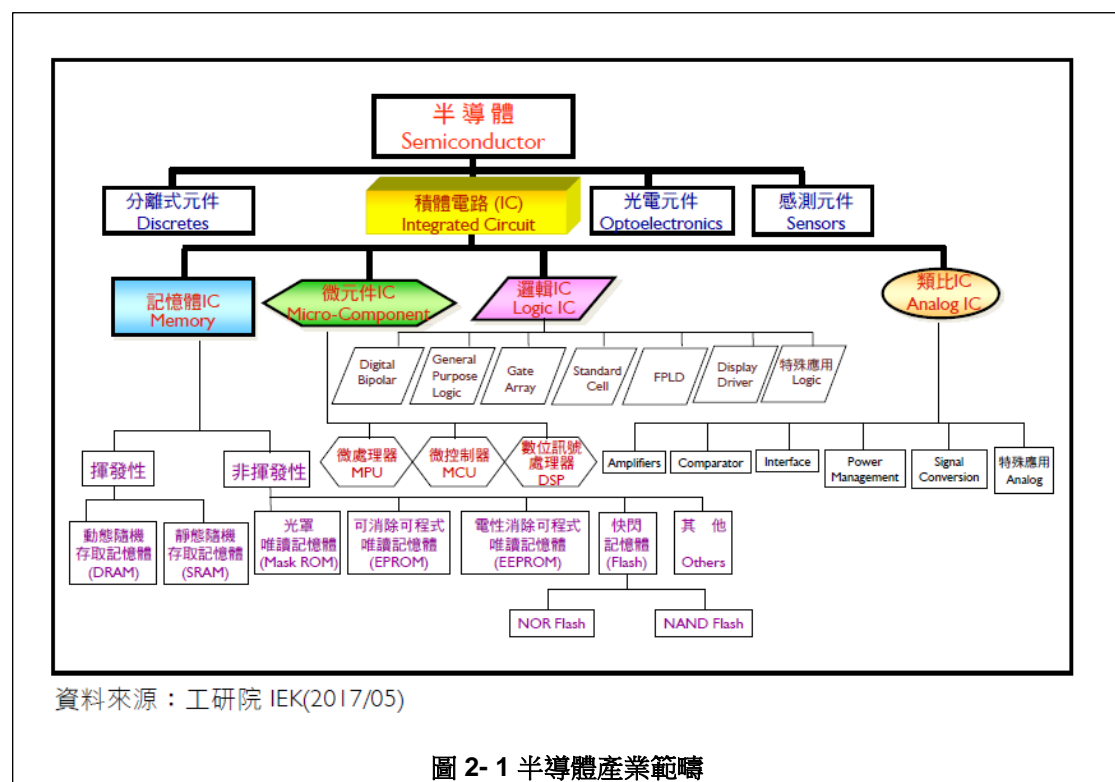 半 導 體
Semiconductor
分離式元件
Discretes
積體電路 (IC)
Integrated Circuit
光電元件
Optoelectronics
感測元件
Sensors
記憶體IC
Memory
微元件IC
Micro-Component
邏輯IC
Logic IC
類比IC
Analog IC
Digital
Bipolar
General
Purpose
Logic
Gate
Array
Standard
Cell
FPLD
Display
Driver
特殊應用
Logic
揮發性
非揮發性
微處理器
MPU
微控制器
MCU
數位訊號
處理器
DSP
Amplifiers
Comparator
Interface
Power
Management
Signal
Conversion
特殊應用
Analog
動態隨機
存取記憶體
(DRAM)
靜態隨機
存取記憶體
(SRAM)
光罩
唯讀記憶體
(Mask ROM)
可消除可程式
唯讀記憶體
(EPROM)
電性消除可程式
唯讀記憶體
(EEPROM)
快閃
記憶體
(Flash)
其 他
Others
NOR Flash
NAND Flash
資料來源：工研院 IEK(2017/05)
圖 2- 1 半導體產業範疇